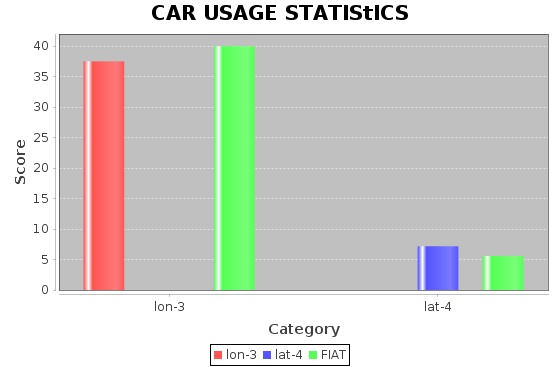 CAR USAGE STATIStICS
40
35
30
25
20
15
10
5
0
Score
lon-3 lat-4
Category
lon-3 lat-4 FIAT